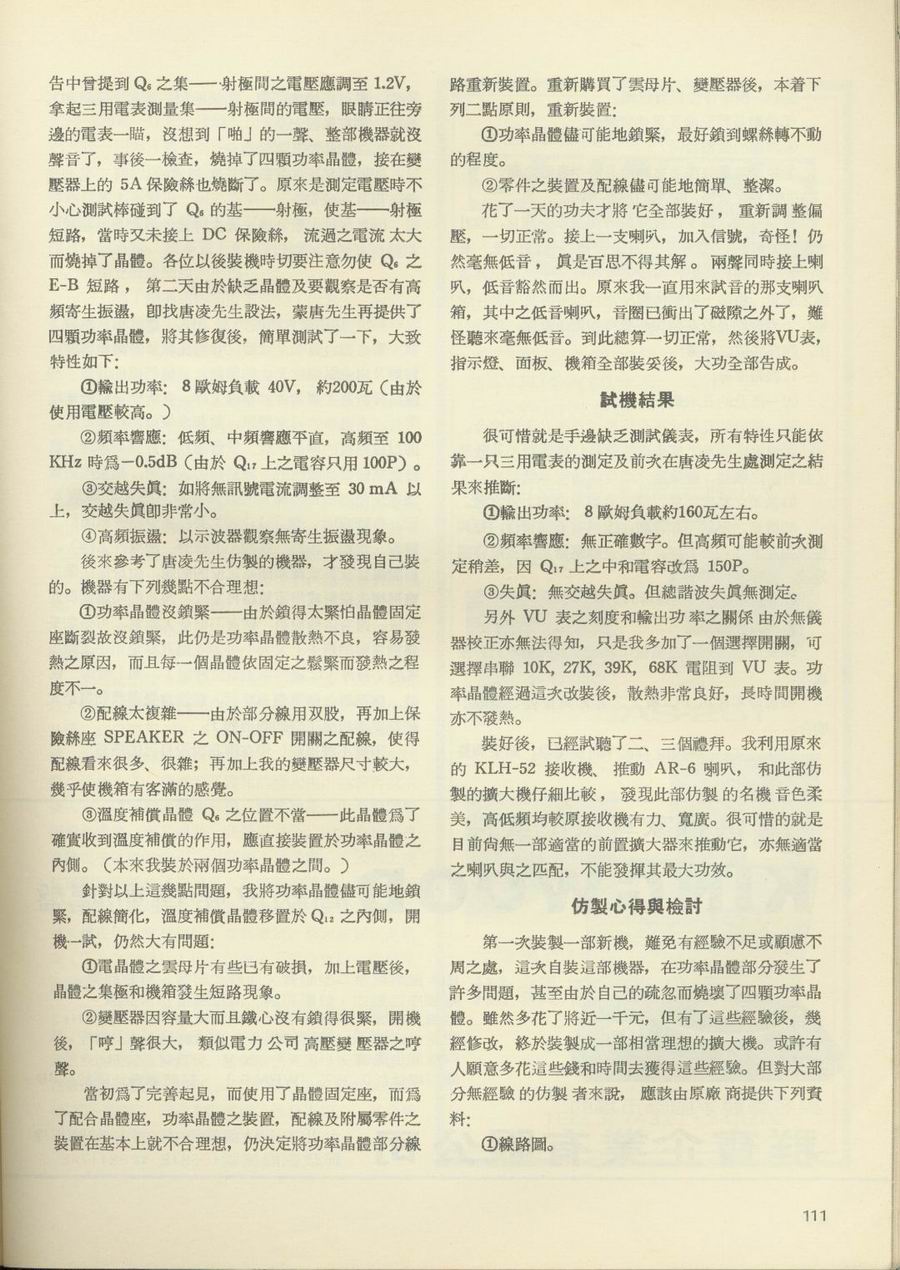 告中曾提到 Q₆ 之集——射極間之電壓應調至 1.2V，
拿起三用電表測量集——射極間的電壓，眼睛正往旁
邊的電表一瞄，沒想到「啪」的一聲、整部機器就沒
聲音了，事後一檢查，燒掉了四顆功率晶體，接在變
壓器上的 5A 保險絲也燒斷了。原來是測定電壓時不
小心測試棒碰到了 Q₆ 的基——射極，使基——射極
短路，當時又未接上 DC 保險絲， 流過之電流太大
而燒掉了晶體。各位以後裝機時切要注意勿使 Q₆ 之
E-B 短路， 第二天由於缺乏晶體及要觀察是否有高
頻寄生振盪，卽找唐凌先生設法，蒙唐先生再提供了
四顆功率晶體，將其修復後，簡單測試了一下，大致
特性如下：
①輸出功率： 8 歐姆負載 40V， 約200瓦（由於
使用電壓較高。）
②頻率響應：低頻、中頻響應平直，高頻至 100
KHz 時爲－0.5dB（由於 Q₁₇ 上之電容只用 100P）。
③交越失眞：如將無訊號電流調整至 30 mA 以
上，交越失眞卽非常小。
④高頻振盪：以示波器觀察無寄生振盪現象。
後來參考了唐凌先生仿製的機器，才發現自己裝
的。機器有下列幾點不合理想：
①功率晶體沒鎖緊——由於鎖得太緊怕晶體固定
座斷裂故沒鎖緊，此仍是功率晶體散熱不良，容易發
熱之原因，而且每一個晶體依固定之鬆緊而發熱之程
度不一。
②配線太複雜——由於部分線用双股，再加上保
險絲座 SPEAKER 之 ON-OFF 開關之配線，使得
配線看來很多、很雜；再加上我的變壓器尺寸較大，
幾乎使機箱有客滿的感覺。
③溫度補償晶體 Q₆ 之位置不當——此晶體爲了
確實收到溫度補償的作用，應直接裝置於功率晶體之
內側。（本來我裝於兩個功率晶體之間。）
針對以上這幾點問題，我將功率晶體儘可能地鎖
緊，配線簡化，溫度補償晶體移置於 Q₁₂ 之內側，開
機一試，仍然大有問題：
①電晶體之雲母片有些已有破損，加上電壓後，
晶體之集極和機箱發生短路現象。
②變壓器因容量大而且鐵心沒有鎖得很緊，開機
後，「哼」聲很大， 類似電力公司高壓變壓器之哼
聲。
當初爲了完善起見，而使用了晶體固定座，而爲
了配合晶體座，功率晶體之裝置，配線及附屬零件之
裝置在基本上就不合理想，仍決定將功率晶體部分線
路重新裝置。重新購買了雲母片、變壓器後，本着下
列二點原則，重新裝置：
①功率晶體儘可能地鎖緊，最好鎖到螺絲轉不動
的程度。
②零件之裝置及配線儘可能地簡單、整潔。
花了一天的功夫才將它全部裝好， 重新調整偏
壓，一切正常。接上一支喇叭，加入信號，奇怪！仍
然毫無低音， 眞是百思不得其解。 兩聲同時接上喇
叭，低音豁然而出。原來我一直用來試音的那支喇叭
箱，其中之低音喇叭，音圈已衝出了磁隙之外了，難
怪聽來毫無低音。到此總算一切正常，然後將VU表，
指示燈、面板、機箱全部裝妥後，大功全部告成。
試機結果
很可惜就是手邊缺乏測試儀表，所有特性只能依
靠一只三用電表的測定及前次在唐凌先生處測定之結
果來推斷：
①輸出功率： 8 歐姆負載約160瓦左右。
②頻率響應：無正確數字。但高頻可能較前次測
定稍差，因 Q₁₇ 上之中和電容改爲 150P。
③失眞：無交越失眞。但總諧波失眞無測定。
另外 VU 表之刻度和輸出功率之關係由於無儀
器校正亦無法得知，只是我多加了一個選擇開關，可
選擇串聯 10K, 27K, 39K, 68K 電阻到 VU 表。功
率晶體經過這次改裝後，散熱非常良好，長時間開機
亦不發熱。
裝好後，已經試聽了二、三個禮拜。我利用原來
的 KLH-52 接收機、 推動 AR-6 喇叭， 和此部仿
製的擴大機仔細比較， 發現此部仿製的名機音色柔
美，高低頻均較原接收機有力、寬廣。很可惜的就是
目前尙無一部適當的前置擴大器來推動它，亦無適當
之喇叭與之匹配，不能發揮其最大功效。
仿製心得與檢討
第一次裝製一部新機，難免有經驗不足或顧慮不
周之處，這次自裝這部機器，在功率晶體部分發生了
許多問題，甚至由於自己的疏忽而燒壞了四顆功率晶
體。雖然多花了將近一千元，但有了這些經驗後，幾
經修改，終於裝製成一部相當理想的擴大機。或許有
人願意多花這些錢和時間去獲得這些經驗。但對大部
分無經驗的仿製者來說， 應該由原廠商提供下列資
料：
①線路圖。
111